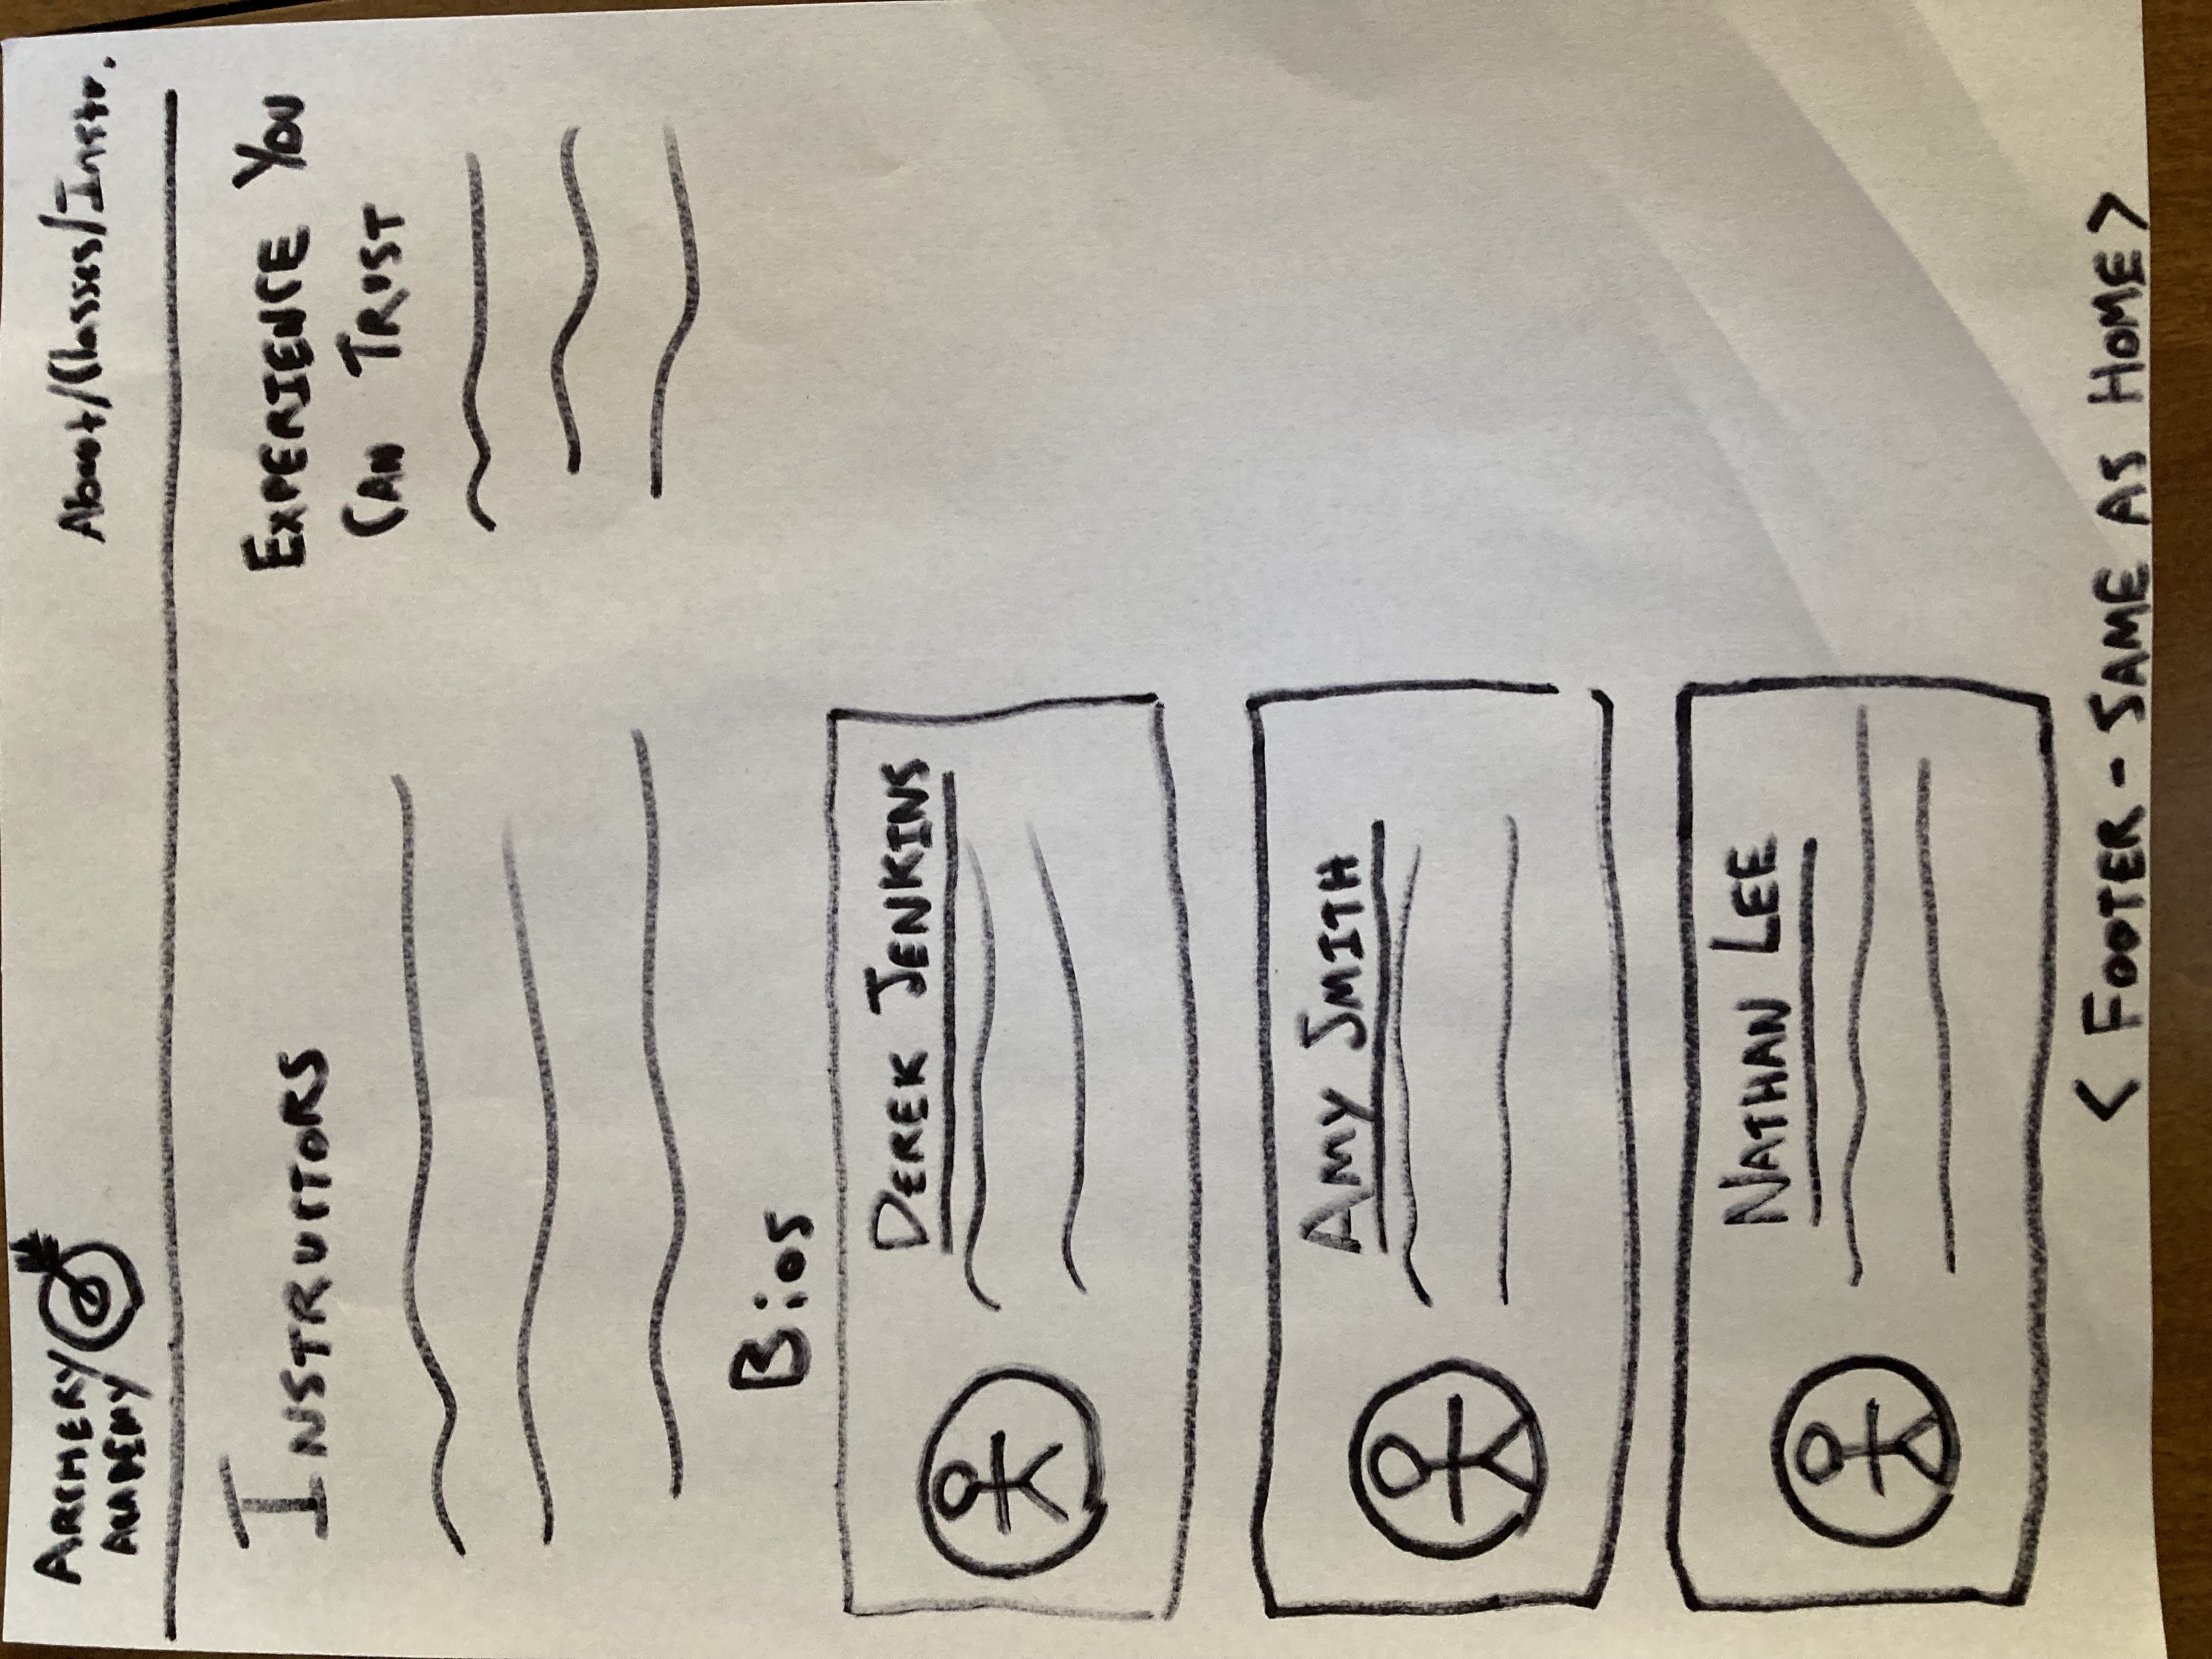 ARCHERY
ACADEMY
About/Classes/Instr.
INSTRUCTORS
EXPERIENCE YOU
CAN TRUST
Bios
DEREK JENKINS
AMY SMITH
NATHAN LEE
< FOOTER - SAME AS HOME >